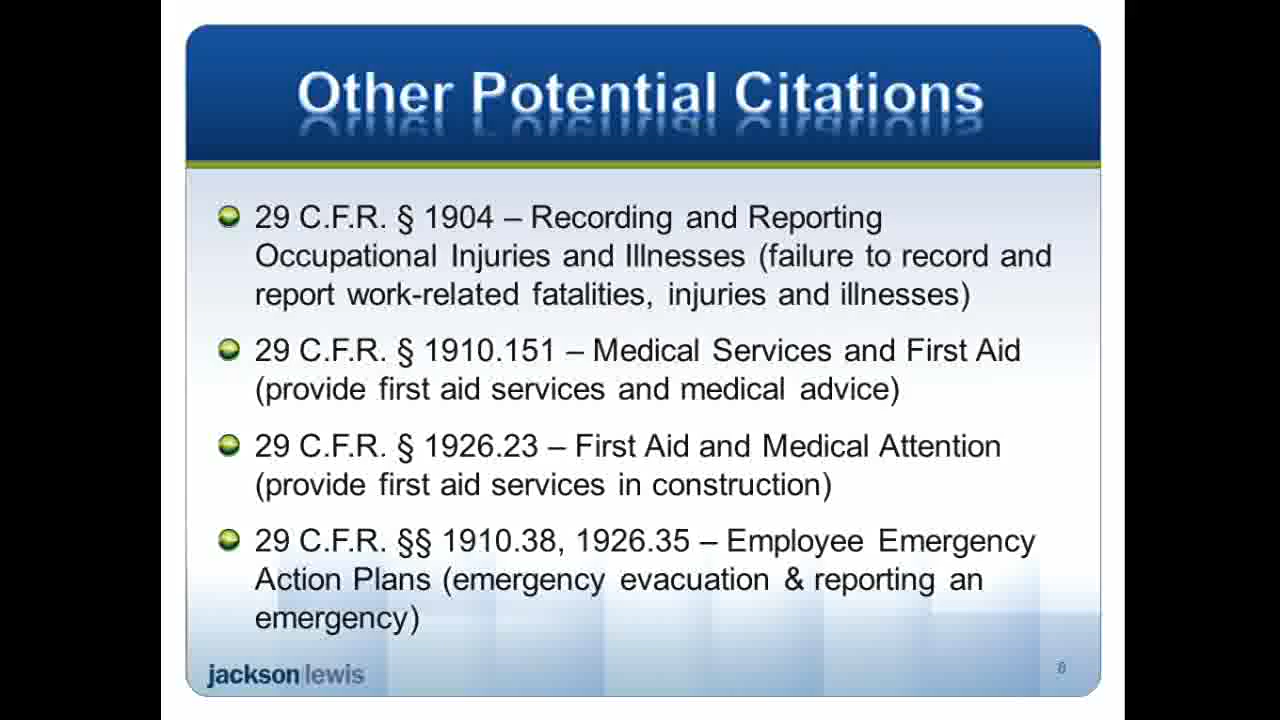 Other Potential Citations
29 C.F.R. § 1904 – Recording and Reporting
Occupational Injuries and Illnesses (failure to record and
report work-related fatalities, injuries and illnesses)
29 C.F.R. § 1910.151 – Medical Services and First Aid
(provide first aid services and medical advice)
29 C.F.R. § 1926.23 – First Aid and Medical Attention
(provide first aid services in construction)
29 C.F.R. §§ 1910.38, 1926.35 – Employee Emergency
Action Plans (emergency evacuation & reporting an
emergency)
jackson lewis